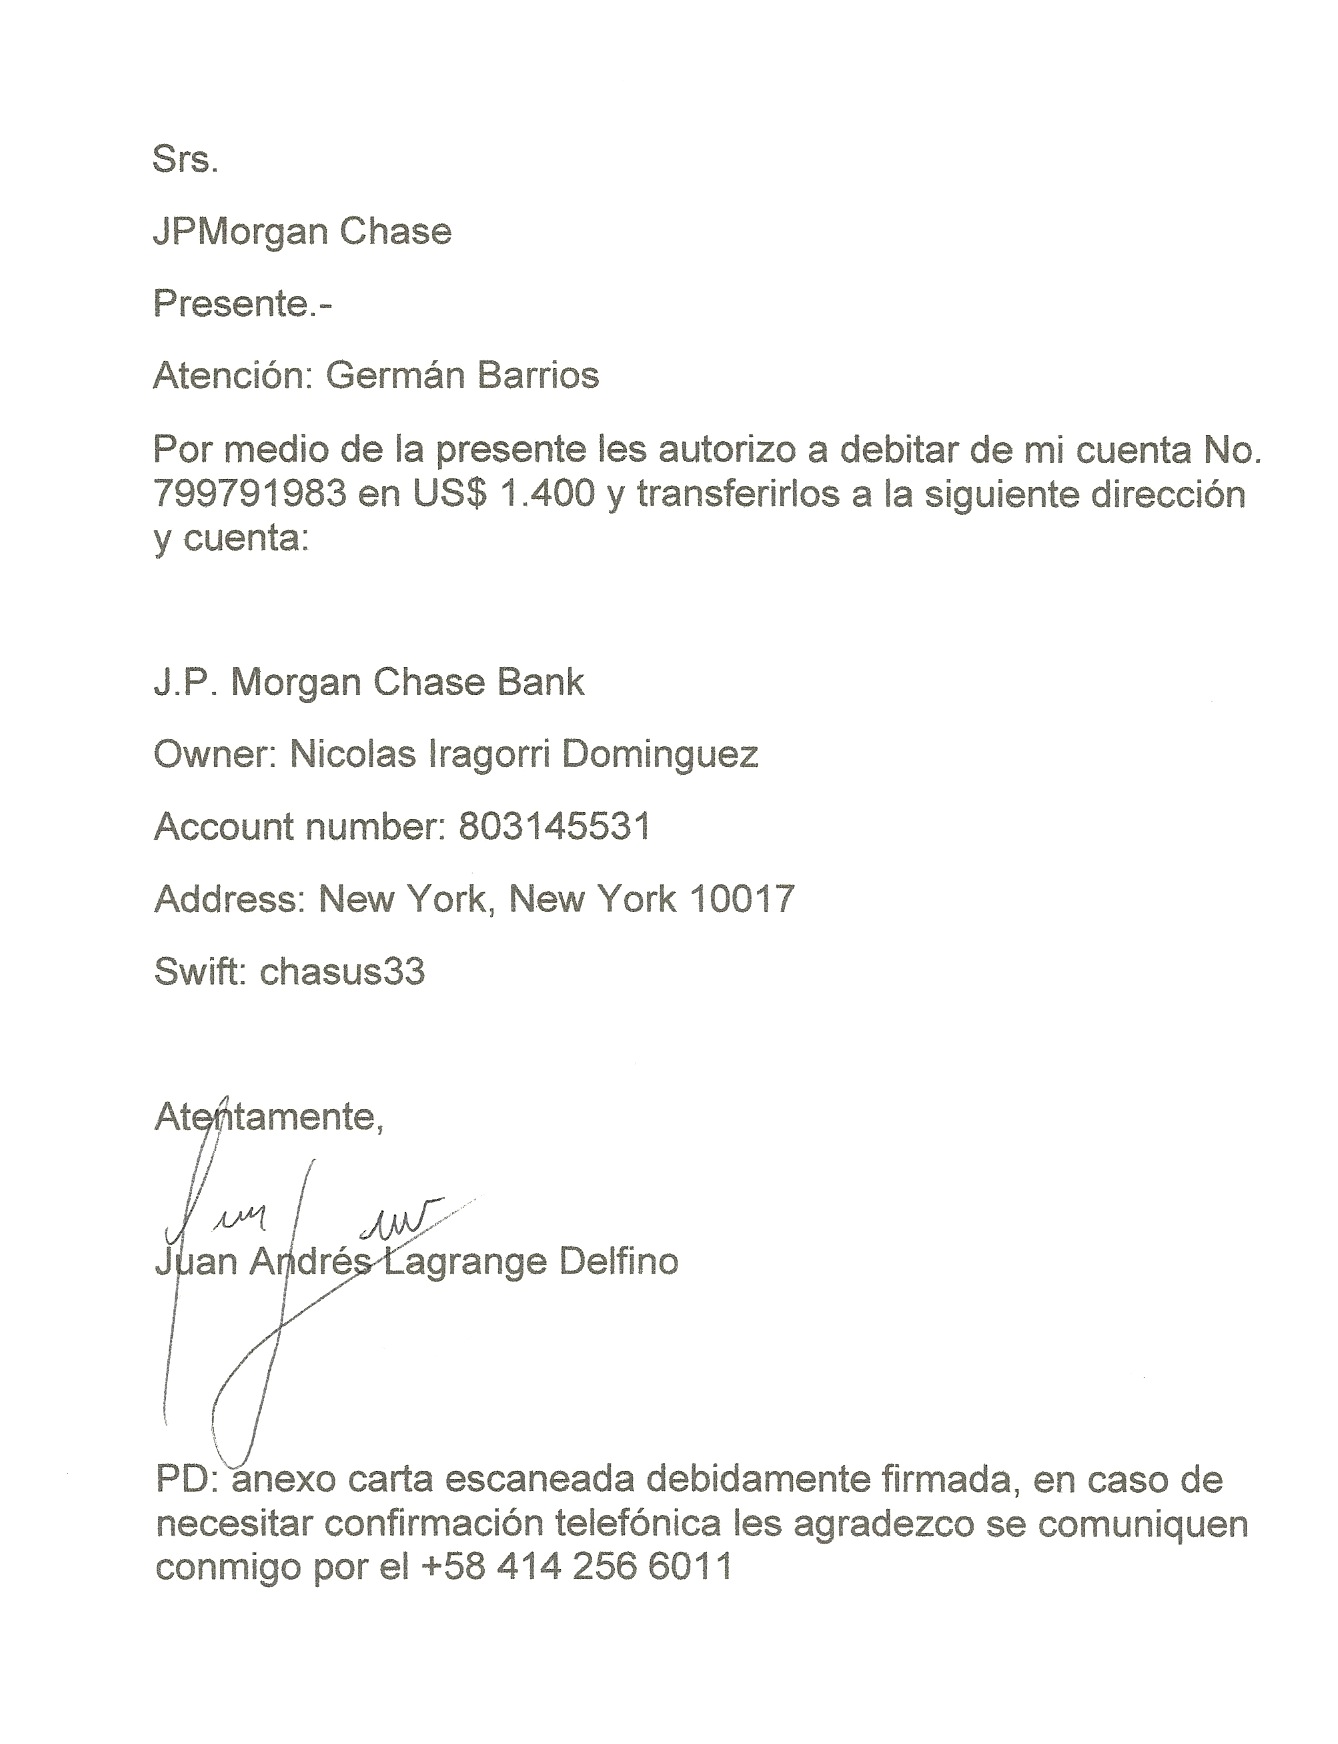 Srs.
JPMorgan Chase
Presente.-
Atención: Germán Barrios
Por medio de la presente les autorizo a debitar de mi cuenta No.
799791983 en US$ 1.400 y transferirlos a la siguiente dirección
y cuenta:
J.P. Morgan Chase Bank
Owner: Nicolas Iragorri Dominguez
Account number: 803145531
Address: New York, New York 10017
Swift: chasus33
Atentamente,
Juan Andrés Lagrange Delfino
PD: anexo carta escaneada debidamente firmada, en caso de
necesitar confirmación telefónica les agradezco se comuniquen
conmigo por el +58 414 256 6011